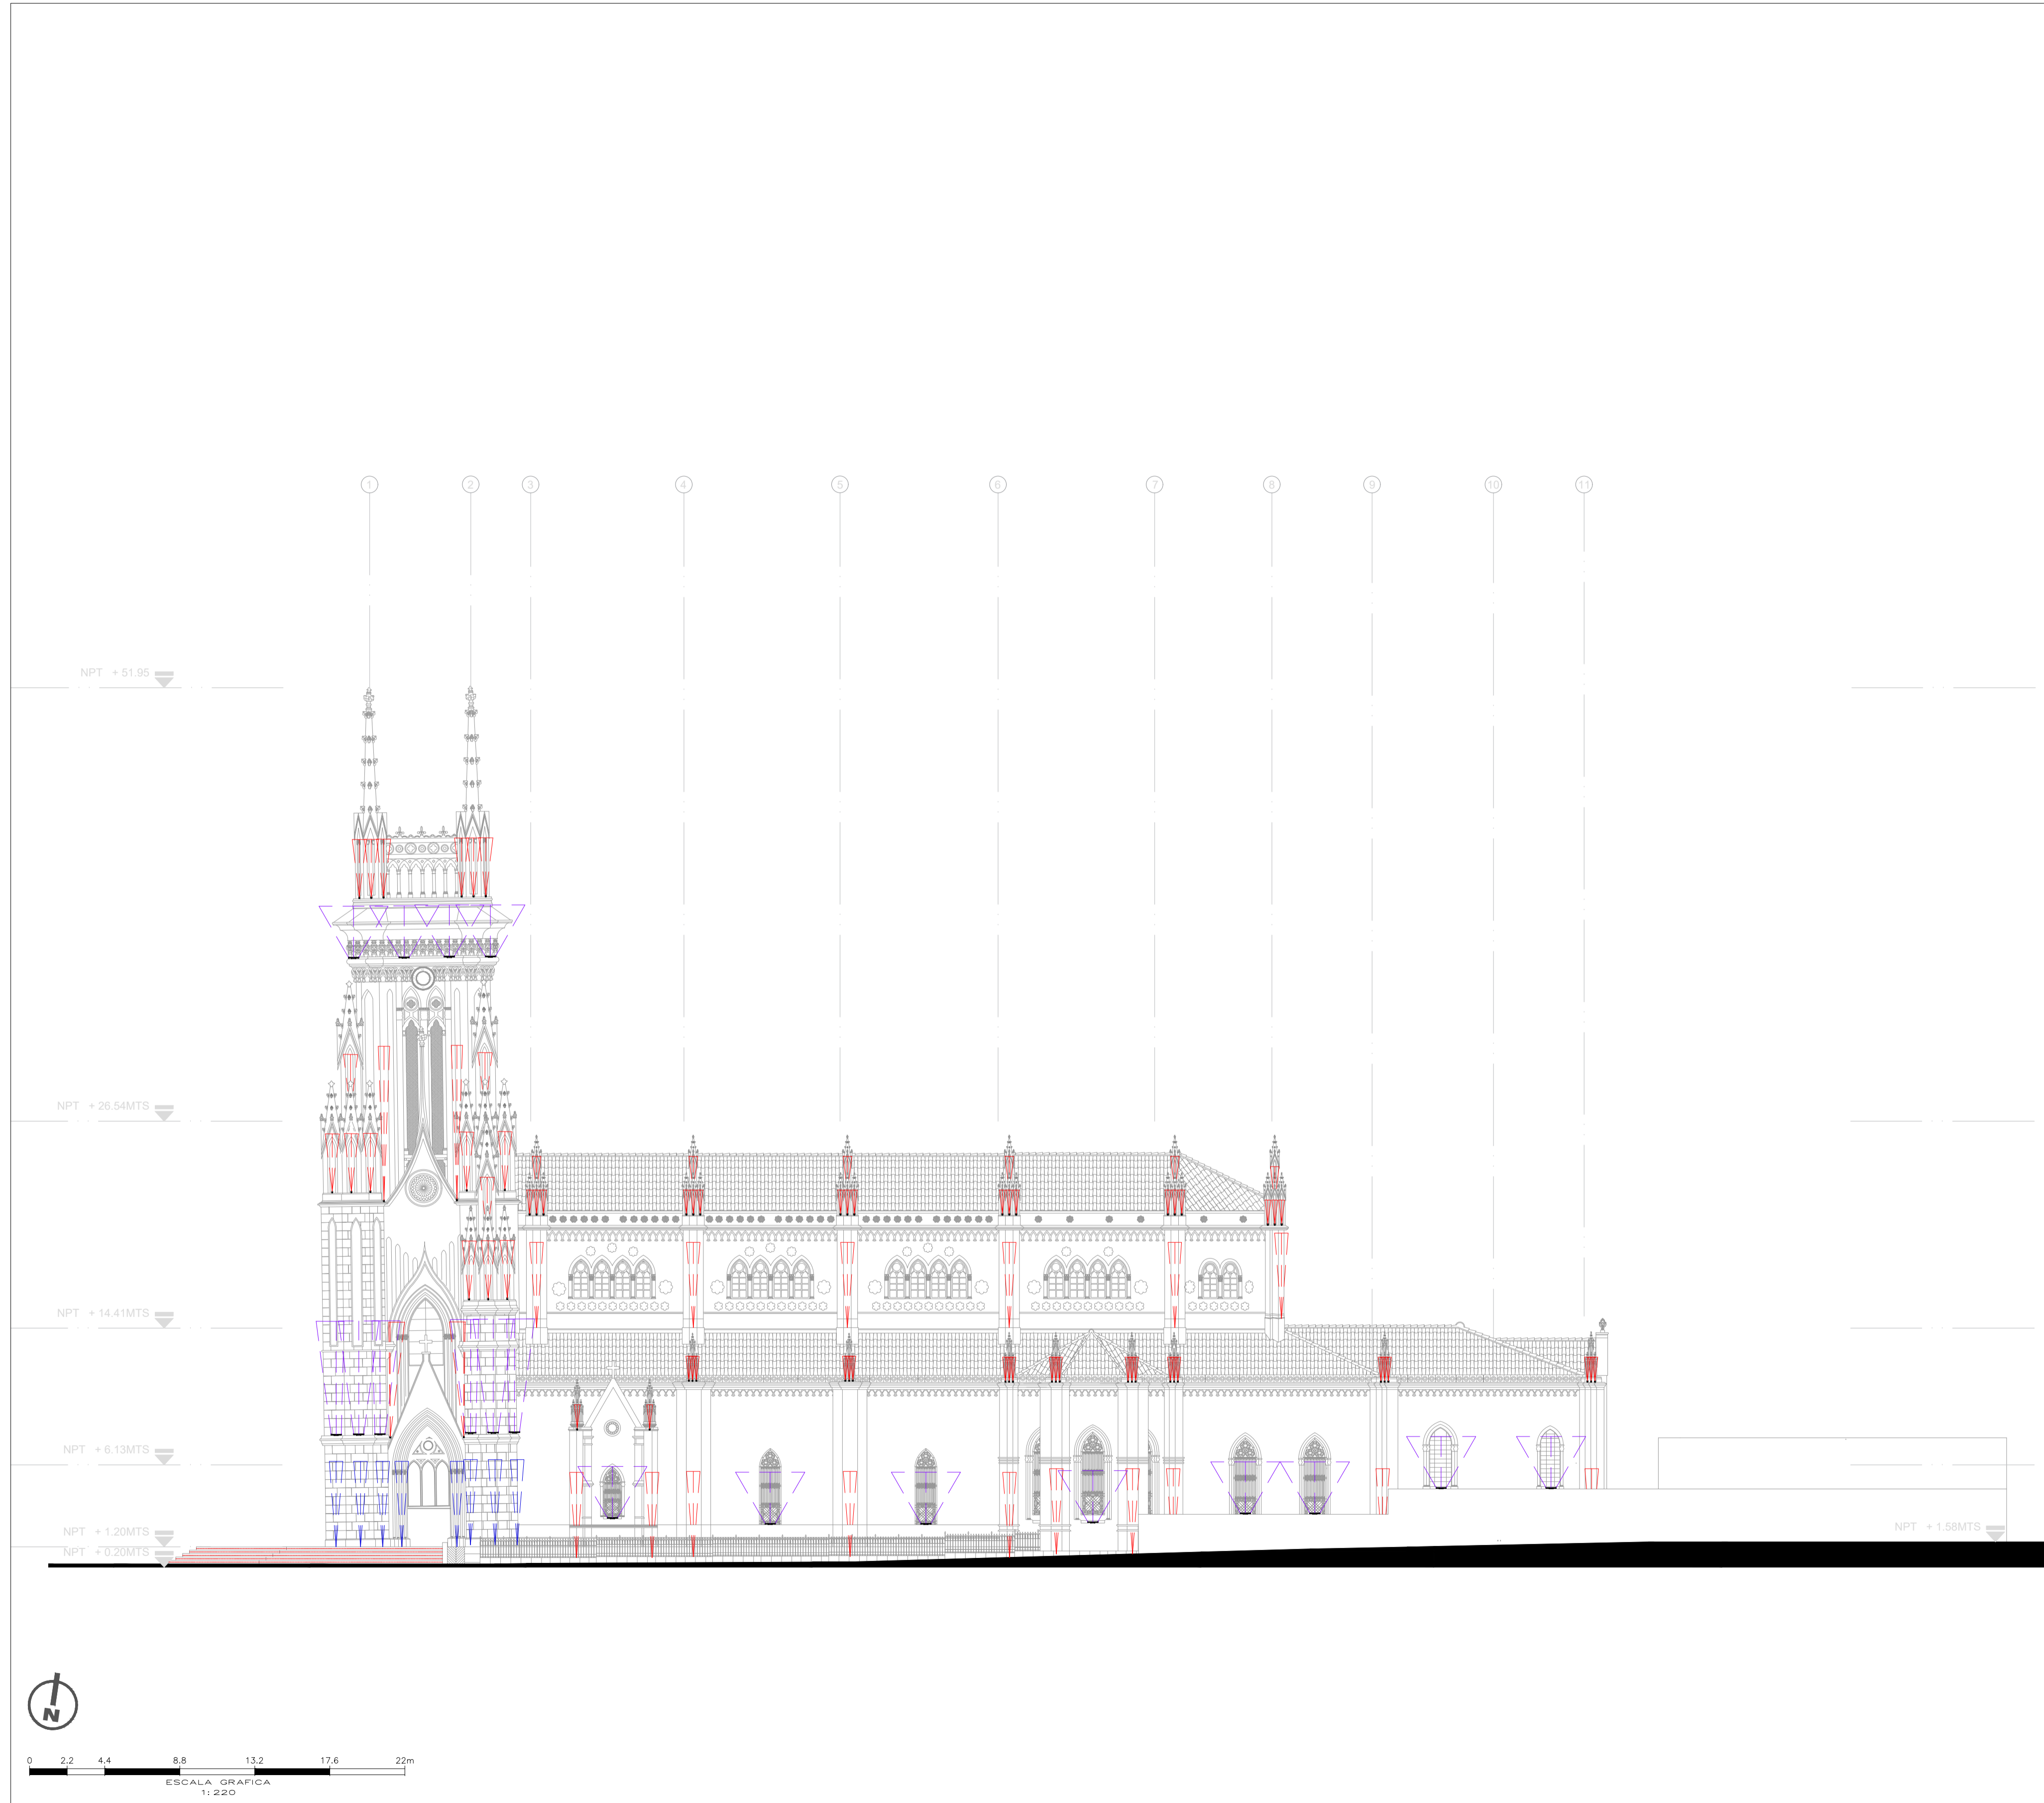 1 2 3 4 5 6 7 8 9 10 11
NPT + 51.95
NPT + 26.54MTS
NPT + 14.41MTS
NPT + 6.13MTS
NPT + 1.20MTS
NPT + 1.58MTS
NPT + 0.20MTS
N
0 2.2 4.4 8.8 13.2 17.6 22m
ESCALA GRAFICA
1:220